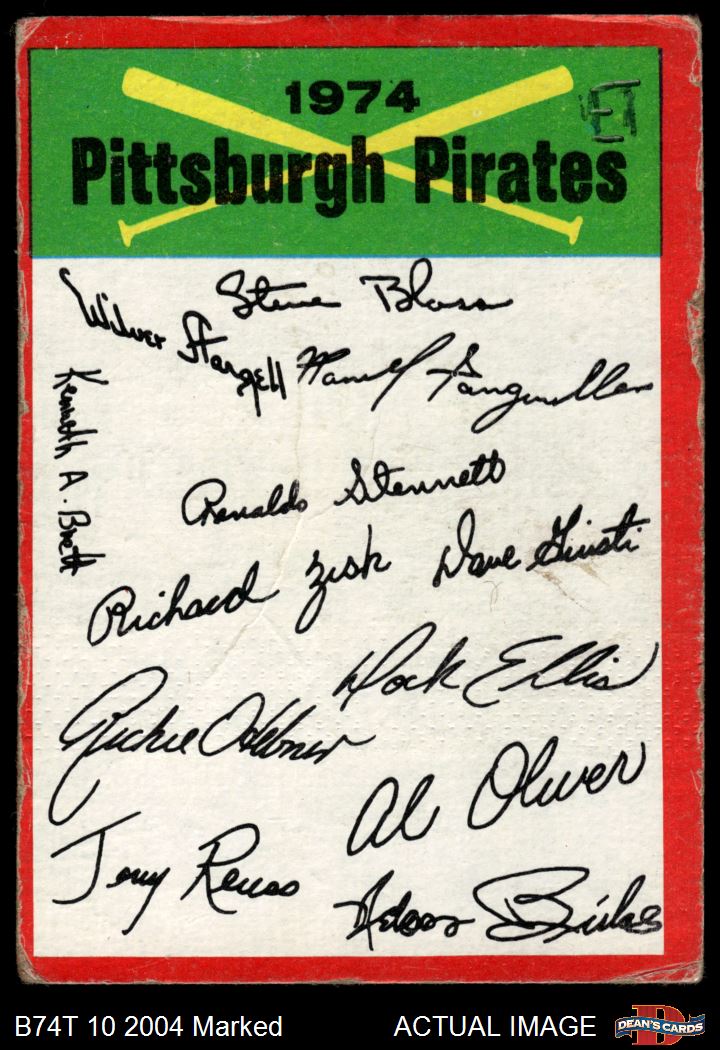 1974
ET
Pittsburgh Pirates
Steve Blass
Wilver Stargell
Manuel Sanguillen
Kenneth A. Brett
Renaldo Stennett
Richard Zisk
Dave Giusti
Dock Ellis
Richie Hebner
Al Oliver
Jerry Reuss
Nelson Briles
B74T 10 2004 Marked
ACTUAL IMAGE
D
DEAN'S CARDS